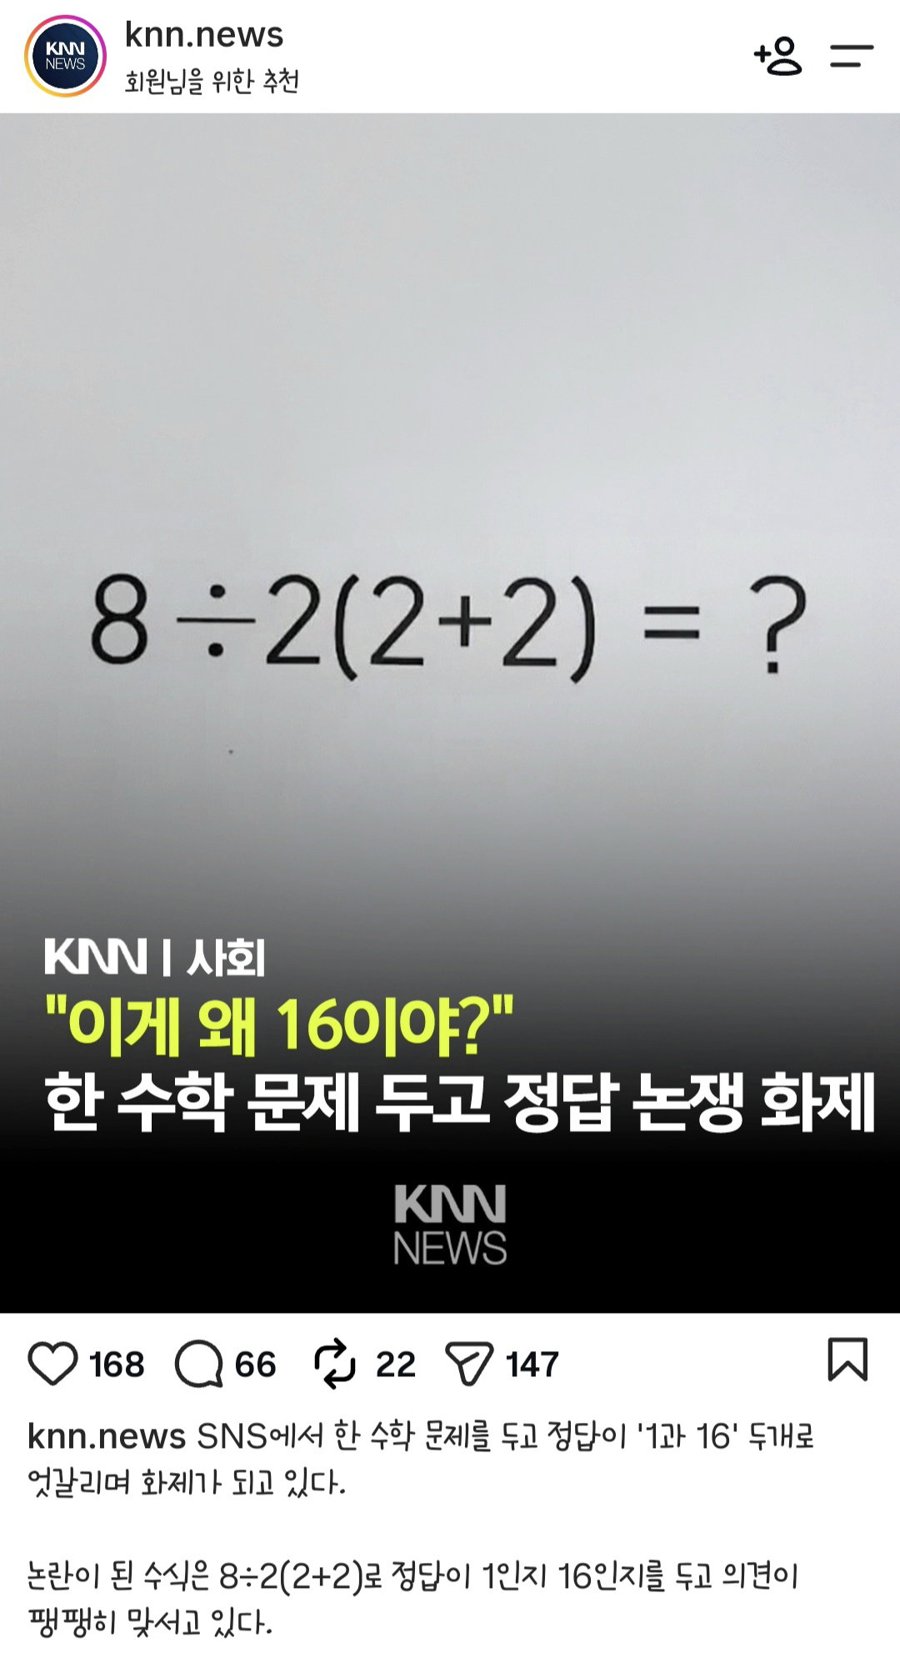 KNN
NEWS
knn.news
회원님을 위한 추천
8÷2(2+2) = ?
KNN | 사회
"이게 왜 16이야?"
한 수학 문제 두고 정답 논쟁 화제
KNN
NEWS
168 66 22 147
knn.news SNS에서 한 수학 문제를 두고 정답이 '1과 16' 두개로
엇갈리며 화제가 되고 있다.
논란이 된 수식은 8÷2(2+2)로 정답이 1인지 16인지를 두고 의견이
팽팽히 맞서고 있다.